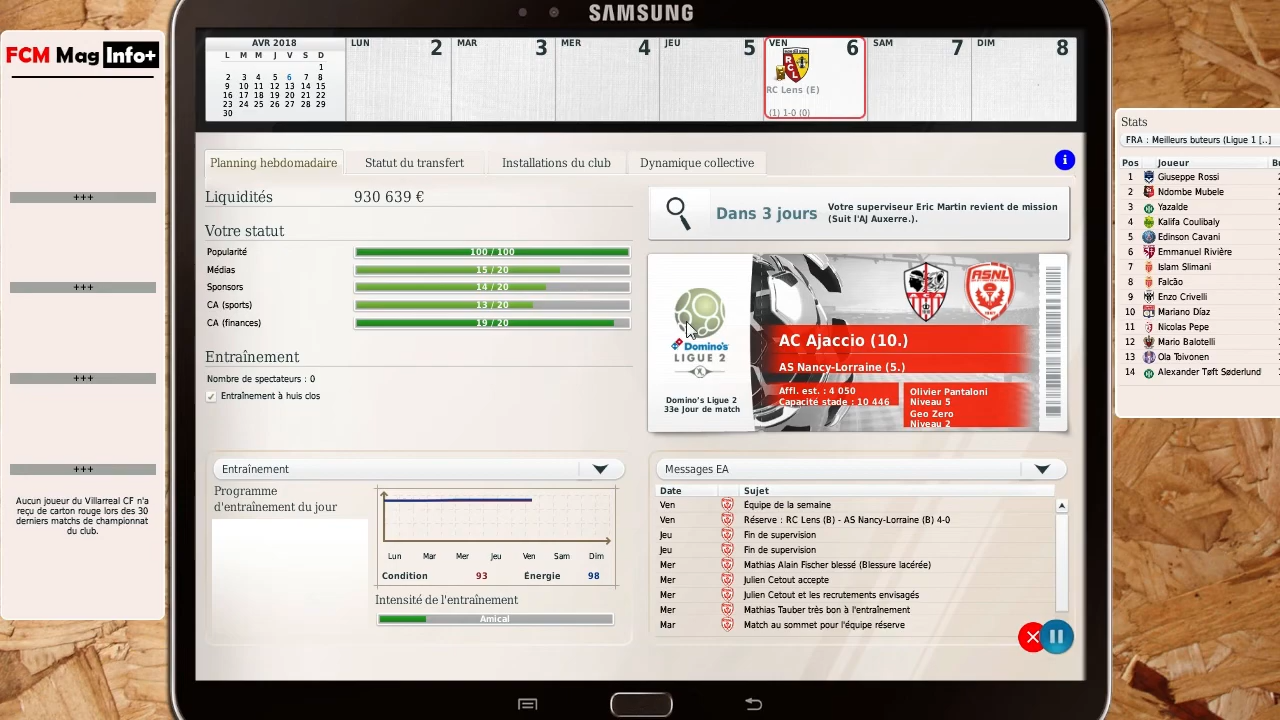 SAMSUNG
FCM Mag Info+
+++
+++
+++
+++
Aucun joueur du Villarreal CF n'a
reçu de carton rouge lors des 30
derniers matchs de championnat
du club.
AVR 2018
L M M J V S D
1
2 3 4 5 6 7 8
9 10 11 12 13 14 15
16 17 18 19 20 21 22
23 24 25 26 27 28 29
30
LUN 2
MAR 3
MER 4
JEU 5
VEN 6
RC Lens (E)
(1) 1-0 (0)
SAM 7
DIM 8
Planning hebdomadaire
Statut du transfert
Installations du club
Dynamique collective
Liquidités 930 639 €
Votre statut
Popularité 100 / 100
Médias 15 / 20
Sponsors 14 / 20
CA (sports) 13 / 20
CA (finances) 19 / 20
Entraînement
Nombre de spectateurs : 0
Entraînement à huis clos
Dans 3 jours
Votre superviseur Eric Martin revient de mission
(Suit l'AJ Auxerre.).
Domino's
LIGUE 2
Domino's Ligue 2
33e Jour de match
ASNL
AC Ajaccio (10.)
AS Nancy-Lorraine (5.)
Affl. est. : 4 050
Capacité stade : 10 446
Olivier Pantaloni
Niveau 5
Geo Zero
Niveau 2
Entraînement
Programme
d'entraînement du jour
Lun Mar Mer Jeu Ven Sam Dim
Condition 93 Énergie 98
Intensité de l'entraînement
Amical
Messages EA
Date Sujet
Ven Équipe de la semaine
Ven Réserve : RC Lens (B) - AS Nancy-Lorraine (B) 4-0
Jeu Fin de supervision
Jeu Fin de supervision
Mer Mathias Alain Fischer blessé (Blessure lacérée)
Mer Julien Cetout accepte
Mer Julien Cetout et les recrutements envisagés
Mer Mathias Tauber très bon à l'entraînement
Mar Match au sommet pour l'équipe réserve
Stats
FRA : Meilleurs buteurs (Ligue 1 [..]
Pos Joueur
1 Giuseppe Rossi
2 Ndombe Mubele
3 Yazalde
4 Kalifa Coulibaly
5 Edinson Cavani
6 Emmanuel Rivière
7 Islam Slimani
8 Falcão
9 Enzo Crivelli
10 Mariano Díaz
11 Nicolas Pepe
12 Mario Balotelli
13 Ola Toivonen
14 Alexander Tøft Søderlund